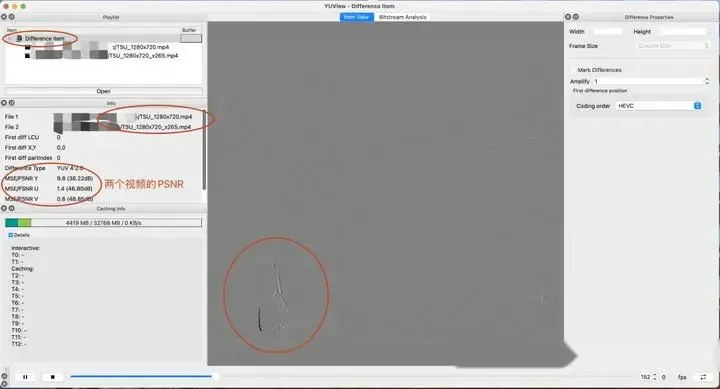 YUView - Difference Item
Playlist
Item View
Bitstream Analysis
Difference Properties
Item
Buffer
Difference Item
/TSU_1280x720.mp4
/TSU_1280x720_x265.mp4
Open
Width
Height
Frame Size
Custom Size
Mark Differences
Amplify 1
First difference position
Coding order
HEVC
Info
File 1
/TSU_1280x720.mp4
File 2
/TSU_1280x720_x265.mp4
First diff LCU 0
First diff X,Y 0,0
First diff partIndex 0
Difference Type YUV 4:2:0
MSE/PSNR Y 9.8 (38.22dB)
MSE/PSNR U 1.4 (46.80dB)
MSE/PSNR V 0.8 (48.65dB)
两个视频的PSNR
Caching Info
4419 MB / 32768 MB / 0 KB/s
Details
Interactive:
T0: -
T1: -
Caching:
T2: -
T3: -
T4: -
T5: -
T6: -
T7: -
T8: -
T9: -
T10: -
T11: -
T12: -
152
0
fps